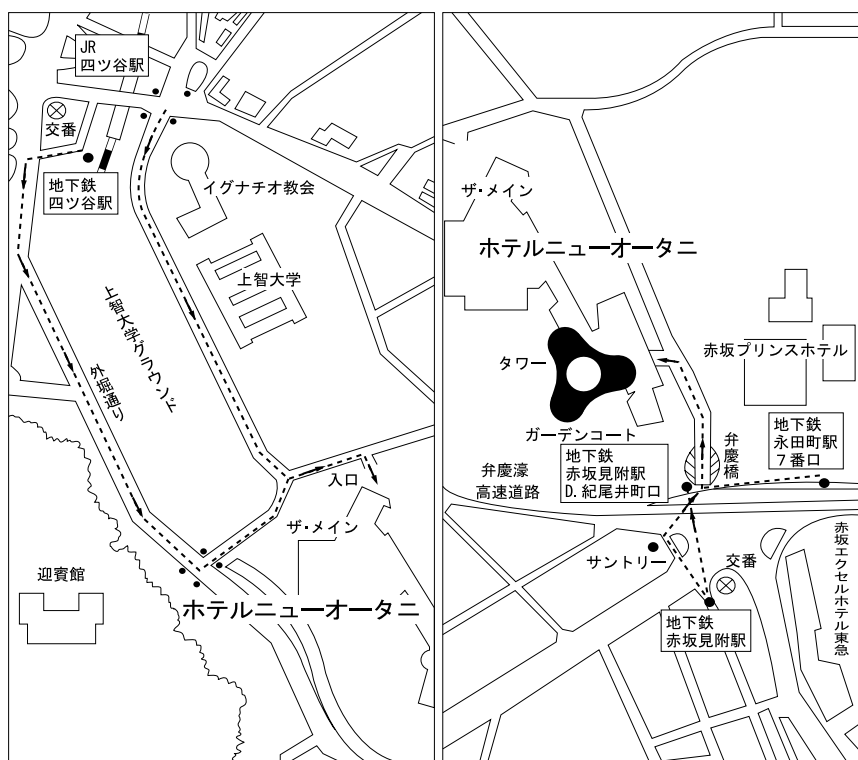 JR
四ツ谷駅
交番
地下鉄
四ツ谷駅
イグナチオ教会
上智大学
上智大学グラウンド
外堀通り
入口
ザ・メイン
迎賓館
ホテルニューオータニ
ザ・メイン
ホテルニューオータニ
タワー
赤坂プリンスホテル
ガーデンコート
地下鉄
永田町駅
7番口
弁慶橋
地下鉄
赤坂見附駅
D.紀尾井町口
弁慶濠
高速道路
サントリー
交番
赤坂エクセルホテル東急
地下鉄
赤坂見附駅